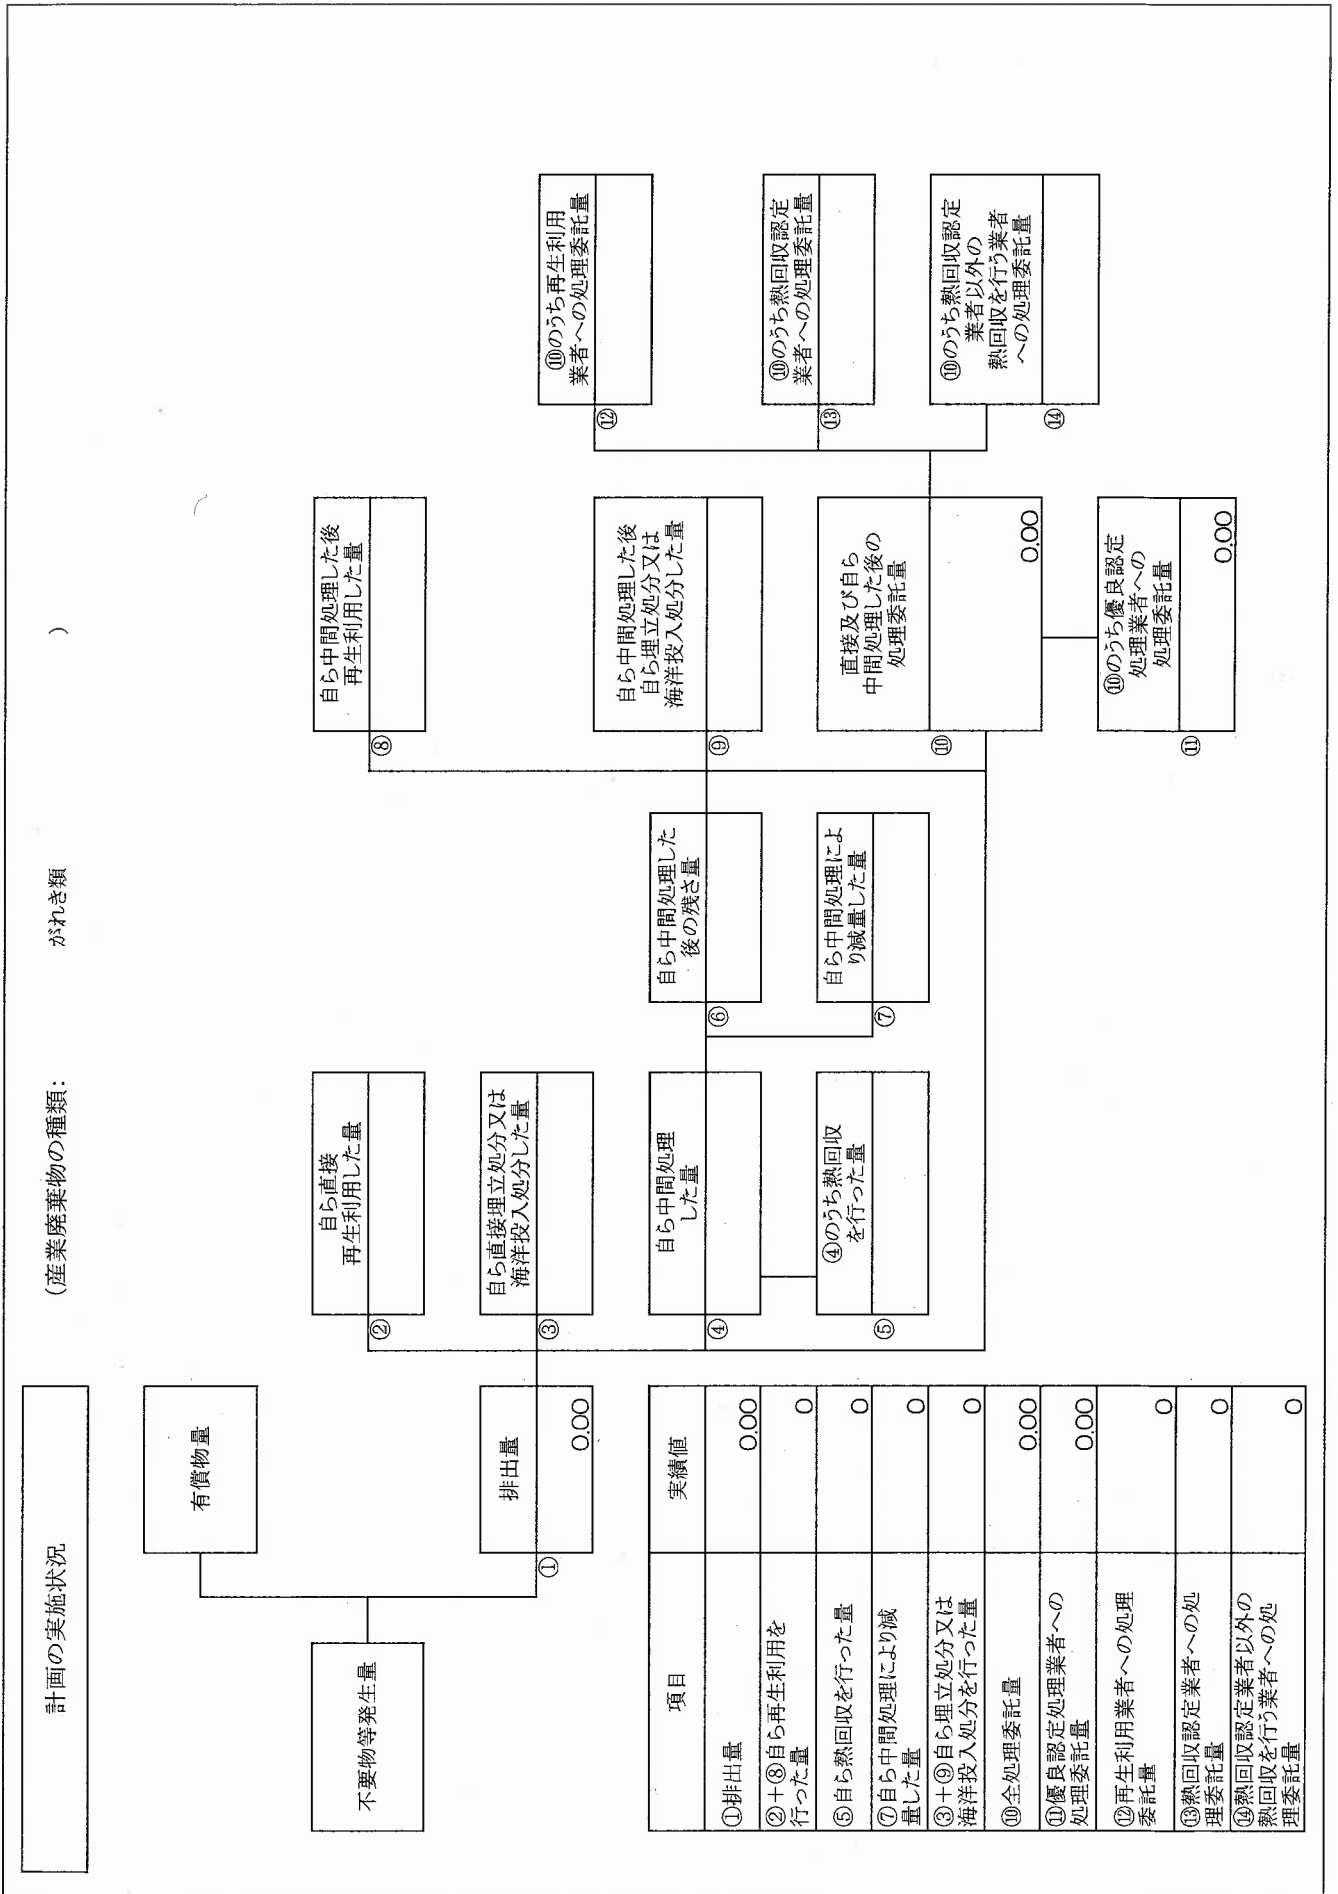 計画の実施状況
(産業廃棄物の種類:
がれき類
)
不要物等発生量
有償物量
①
排出量
0.00
②
自ら直接
再生利用した量
③
自ら直接埋立処分又は
海洋投入処分した量
④
自ら中間処理
した量
⑤
④のうち熱回収
を行った量
⑥
自ら中間処理した
後の残さ量
⑦
自ら中間処理によ
り減量した量
⑧
自ら中間処理した後
再生利用した量
⑨
自ら中間処理した後
自ら埋立処分又は
海洋投入処分した量
⑩
直接及び自ら
中間処理した後の
処理委託量
0.00
⑪
⑩のうち優良認定
処理業者への
処理委託量
0.00
⑫
⑩のうち再生利用
業者への処理委託量
⑬
⑩のうち熱回収認定
業者への処理委託量
⑭
⑩のうち熱回収認定
業者以外の
熱回収を行う業者
への処理委託量
項目
実績値
①排出量
0.00
②+⑧自ら再生利用を
行った量
0
⑤自ら熱回収を行った量
0
⑦自ら中間処理により減
量した量
0
③+⑨自ら埋立処分又は
海洋投入処分を行った量
0
⑩全処理委託量
0.00
⑪優良認定処理業者への
処理委託量
0.00
⑫再生利用業者への処理
委託量
0
⑬熱回収認定業者への処
理委託量
0
⑭熱回収認定業者以外の
熱回収を行う業者への処
理委託量
0